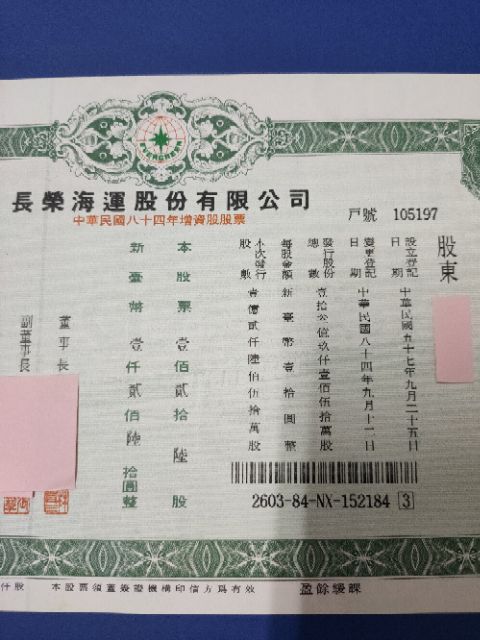 長榮海運股份有限公司
中華民國八十四年增資股股票
戶號 105197
股東
設立登記日期 中華民國五十七年九月二十五日
變更登記日期 中華民國八十四年九月十一日
發行股份總數 壹拾公億玖仟壹佰伍拾萬股
每股金額 新臺幣壹拾圓整
本次發行股數 壹億貳仟陸佰伍拾萬股
本股票 壹佰貳拾陸股
新臺幣 壹仟貳佰陸拾圓整
董事長
副董事長
2603-84-NX-152184 3
什股
本股票須蓋簽證機構印信方為有效
盈餘緩課